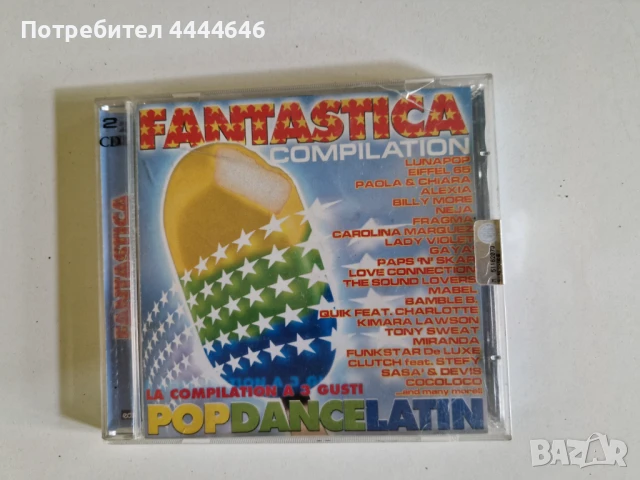 Потребител 4444646
2
CD
FANTASTICA
FANTASTICA
COMPILATION
LUNAPOP
EIFFEL 65
PAOLA & CHIARA
ALEXIA
BILLY MORE
NEJA
FRAGMA
CAROLINA MARQUEZ
LADY VIOLET
GAYA
PAPS 'N' SKAR
LOVE CONNECTION
THE SOUND LOVERS
MABEL
BAMBLE B.
QUIK FEAT. CHARLOTTE
KIMARA LAWSON
TONY SWEAT
MIRANDA
FUNKSTAR De LUXE
CLUTCH feat. STEFY
SASA' & DEVIS
COCOLOCO
...and many more!
LA COMPILATION A 3 GUSTI
POPDANCELATIN
BAZAR